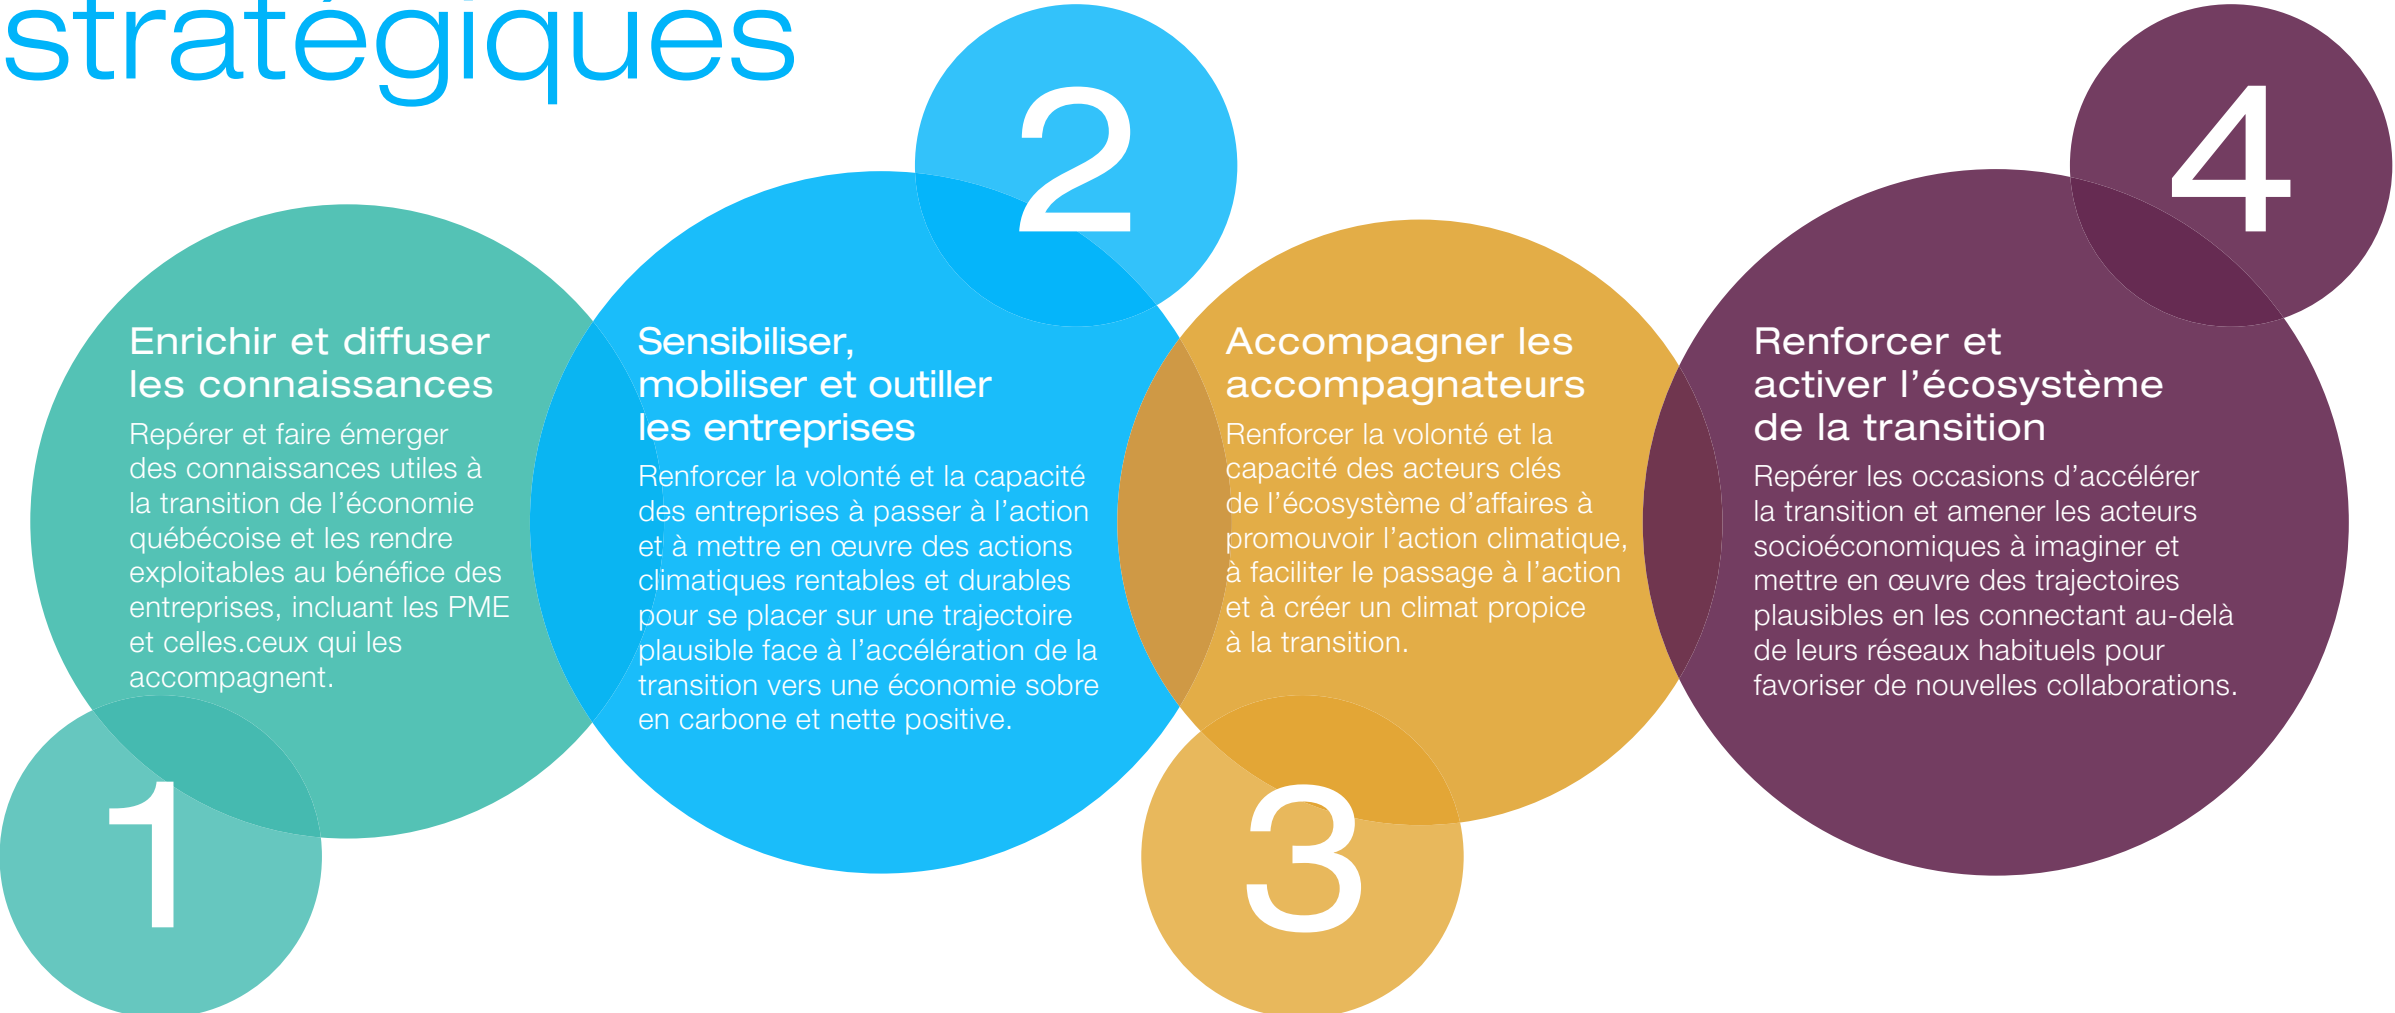 stratégiques
1
Enrichir et diffuser
les connaissances
Repérer et faire émerger
des connaissances utiles à
la transition de l'économie
québécoise et les rendre
exploitables au bénéfice des
entreprises, incluant les PME
et celles.ceux qui les
accompagnent.
2
Sensibiliser,
mobiliser et outiller
les entreprises
Renforcer la volonté et la capacité
des entreprises à passer à l'action
et à mettre en œuvre des actions
climatiques rentables et durables
pour se placer sur une trajectoire
plausible face à l'accélération de la
transition vers une économie sobre
en carbone et nette positive.
3
Accompagner les
accompagnateurs
Renforcer la volonté et la
capacité des acteurs clés
de l'écosystème d'affaires à
promouvoir l'action climatique,
à faciliter le passage à l'action
et à créer un climat propice
à la transition.
4
Renforcer et
activer l'écosystème
de la transition
Repérer les occasions d'accélérer
la transition et amener les acteurs
socioéconomiques à imaginer et
mettre en œuvre des trajectoires
plausibles en les connectant au-delà
de leurs réseaux habituels pour
favoriser de nouvelles collaborations.